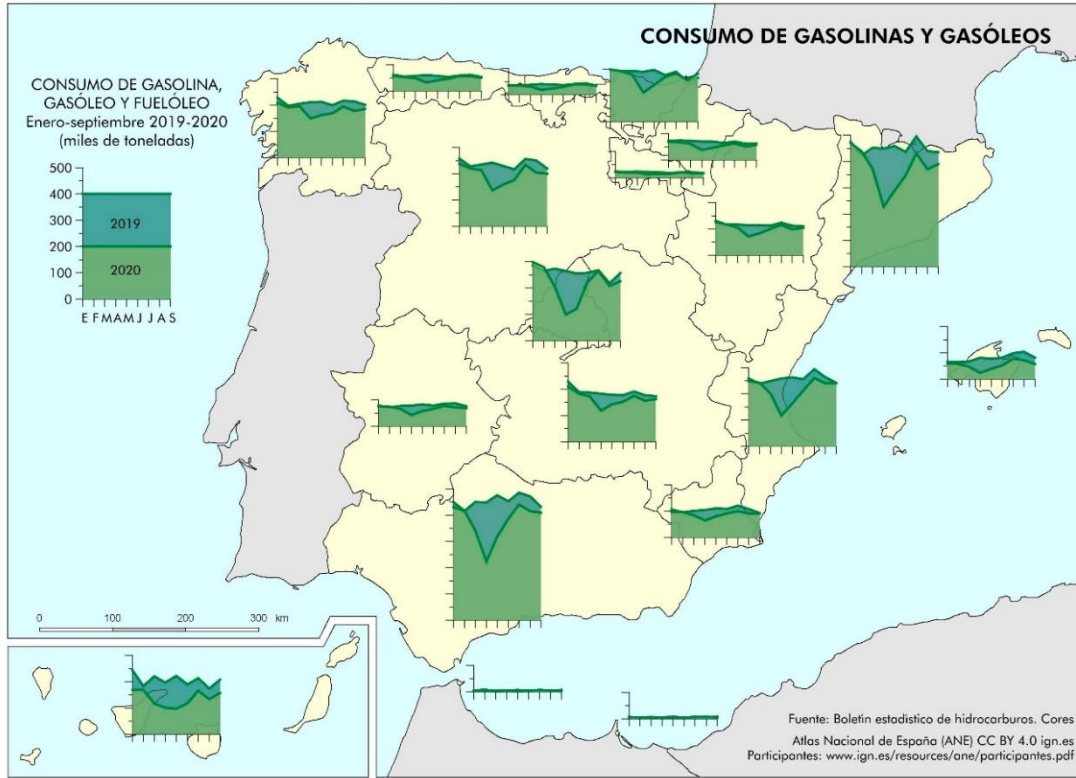 CONSUMO DE GASOLINAS Y GASÓLEOS
CONSUMO DE GASOLINA,
GASÓLEO Y FUELÓLEO
Enero-septiembre 2019-2020
(miles de toneladas)
500
400
300
200
100
0
2019
2020
E F M A M J J A S
0 100 200 300 km
Fuente: Boletín estadístico de hidrocarburos. Cores
Atlas Nacional de España (ANE) CC BY 4.0 ign.es
Participantes: www.ign.es/resources/ane/participantes.pdf